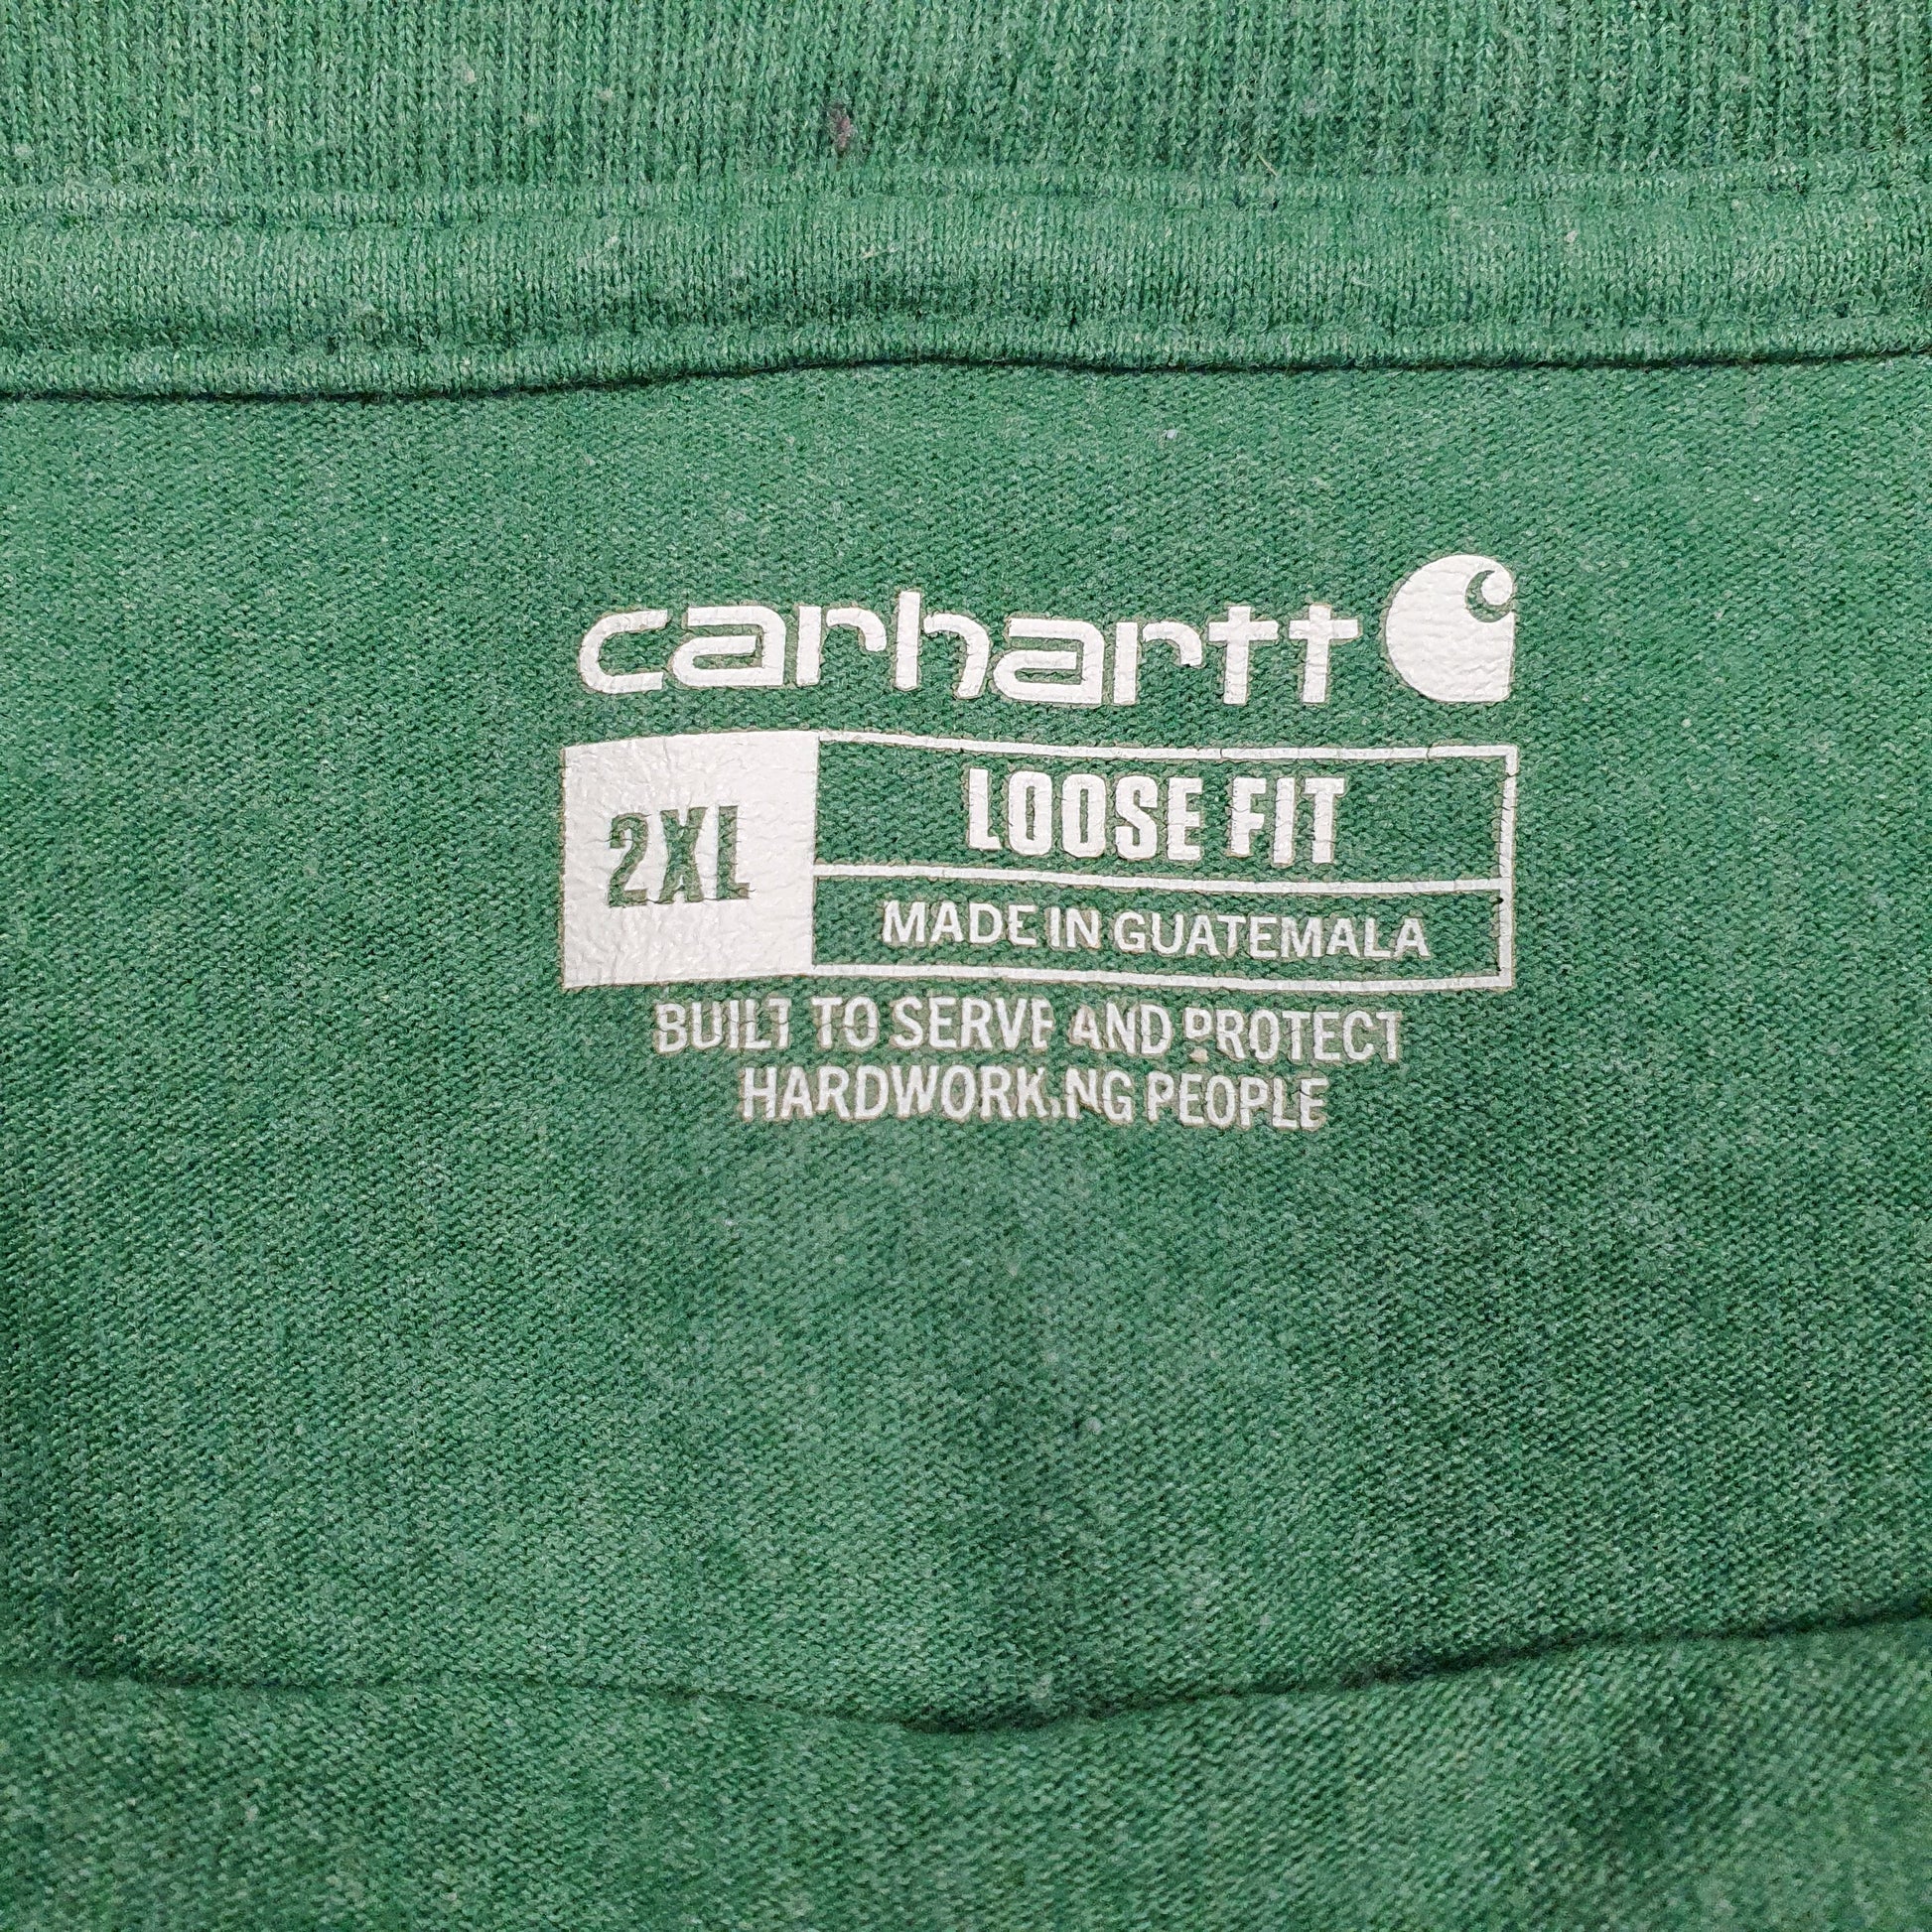 carhartt
2XL
LOOSE FIT
MADE IN GUATEMALA
BUILT TO SERVE AND PROTECT
HARDWORKING PEOPLE